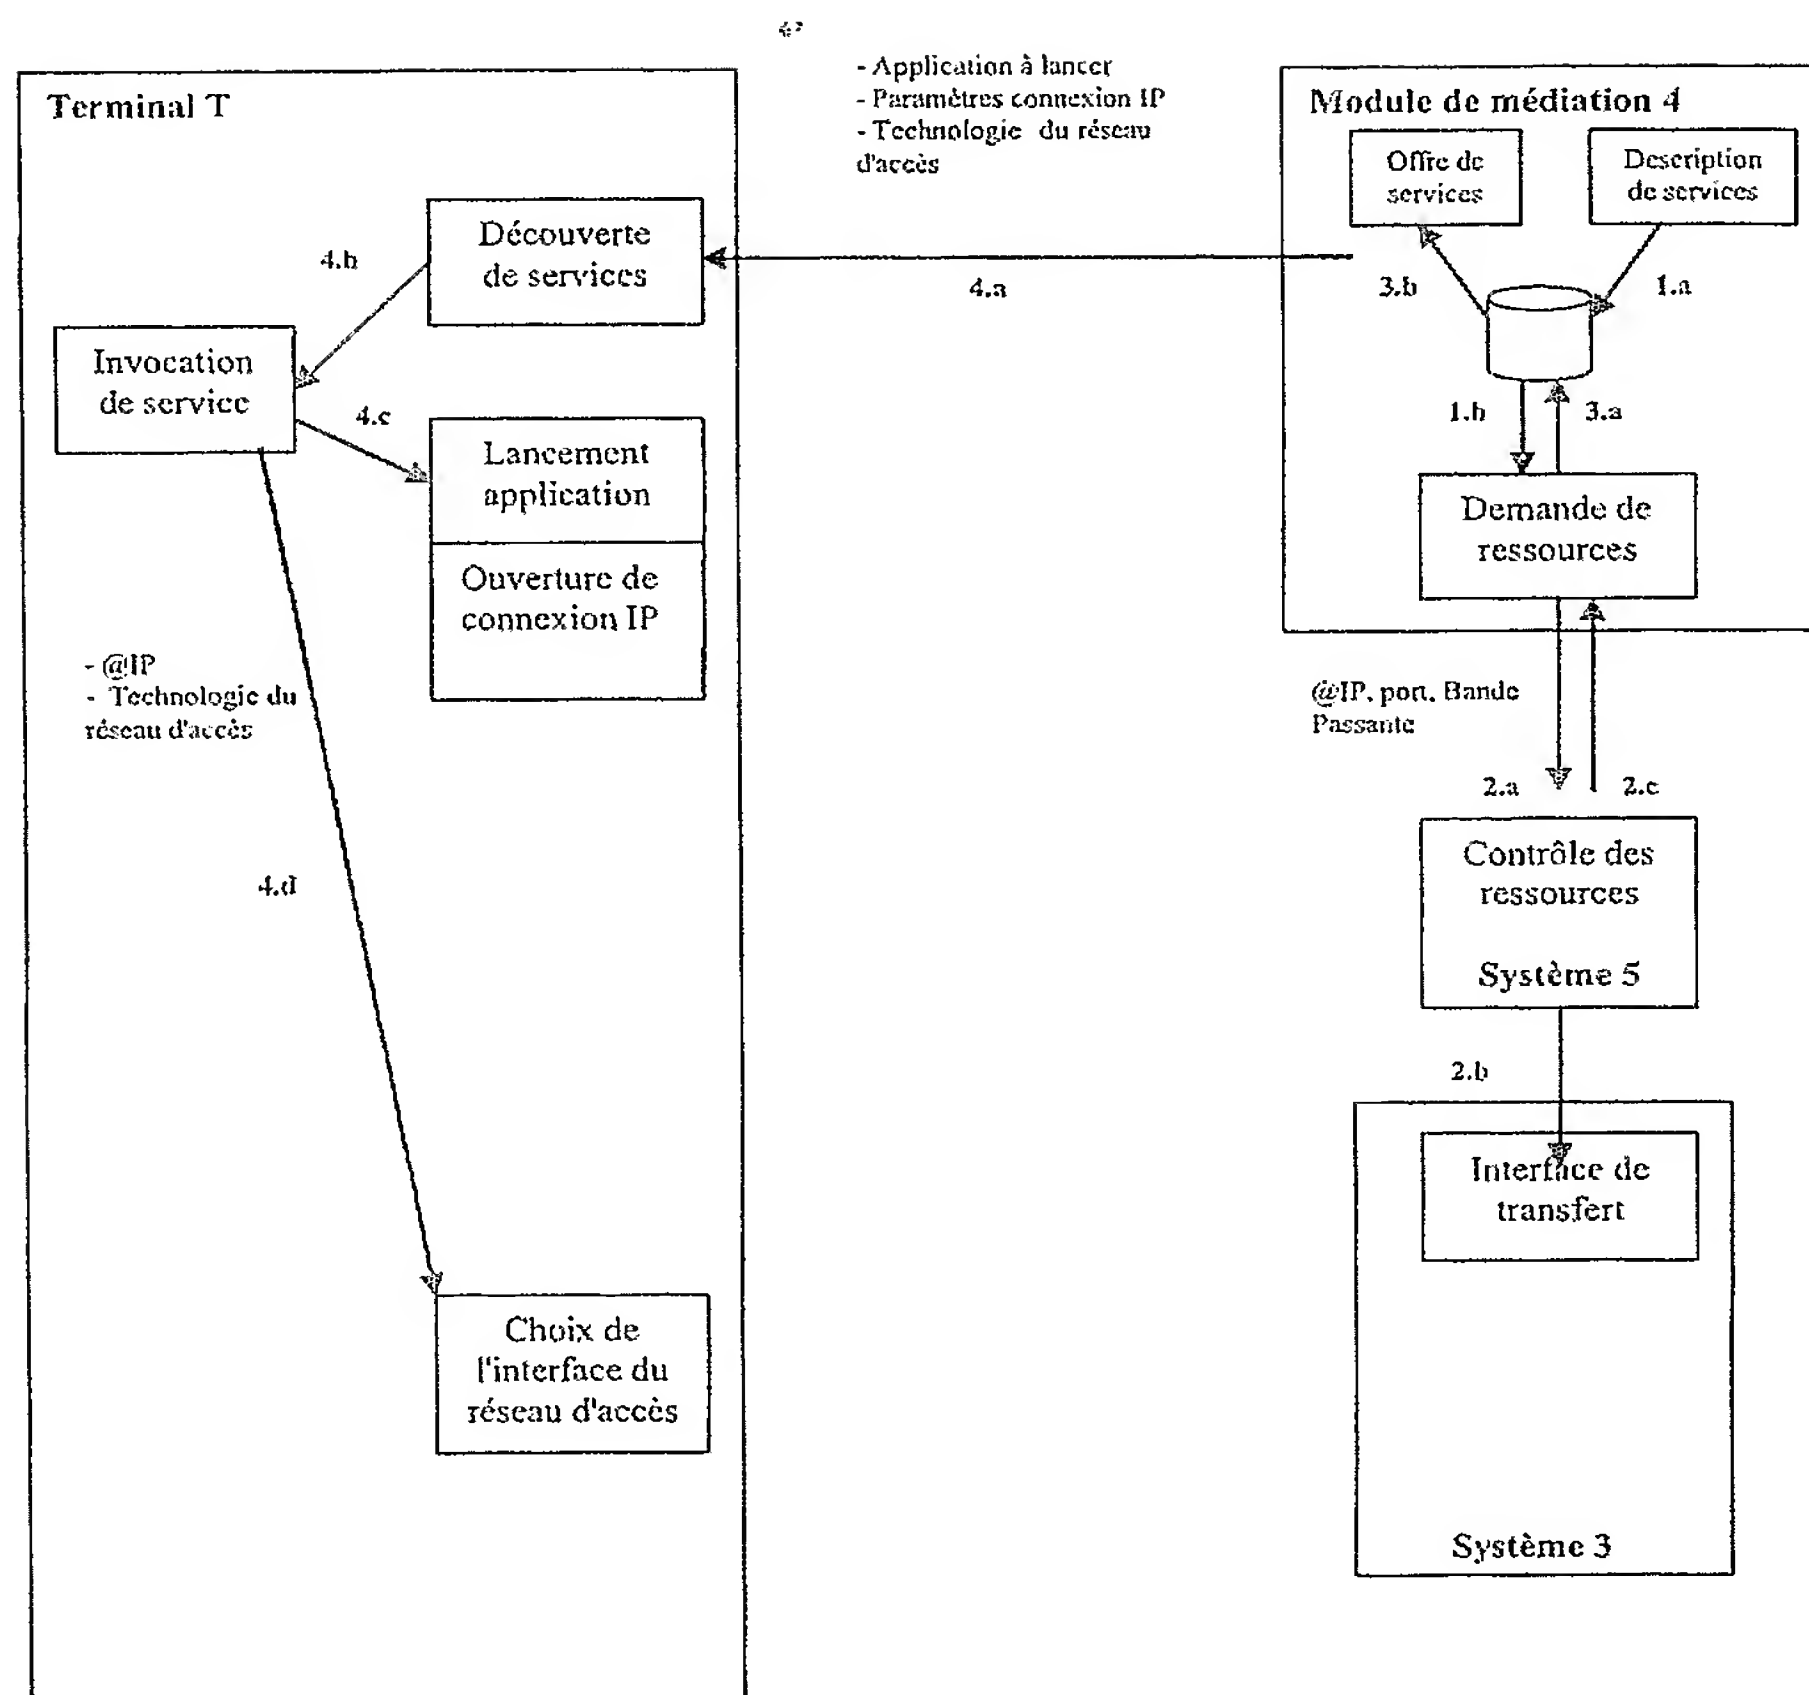 - Application à lancer
- Paramètres connexion IP
- Technologie du réseau
d'accès
Terminal T
Découverte
de services
4.b
4.a
Invocation
de service
4.c
Lancement
application
Ouverture de
connexion IP
- @IP
- Technologie du
réseau d'accès
4.d
Choix de
l'interface du
réseau d'accès
Module de médiation 4
Offre de
services
Description
de services
3.b
1.a
1.b
3.a
Demande de
ressources
@IP, port, Bande
Passante
2.a
2.c
Contrôle des
ressources
Système 5
2.b
Interface de
transfert
Système 3